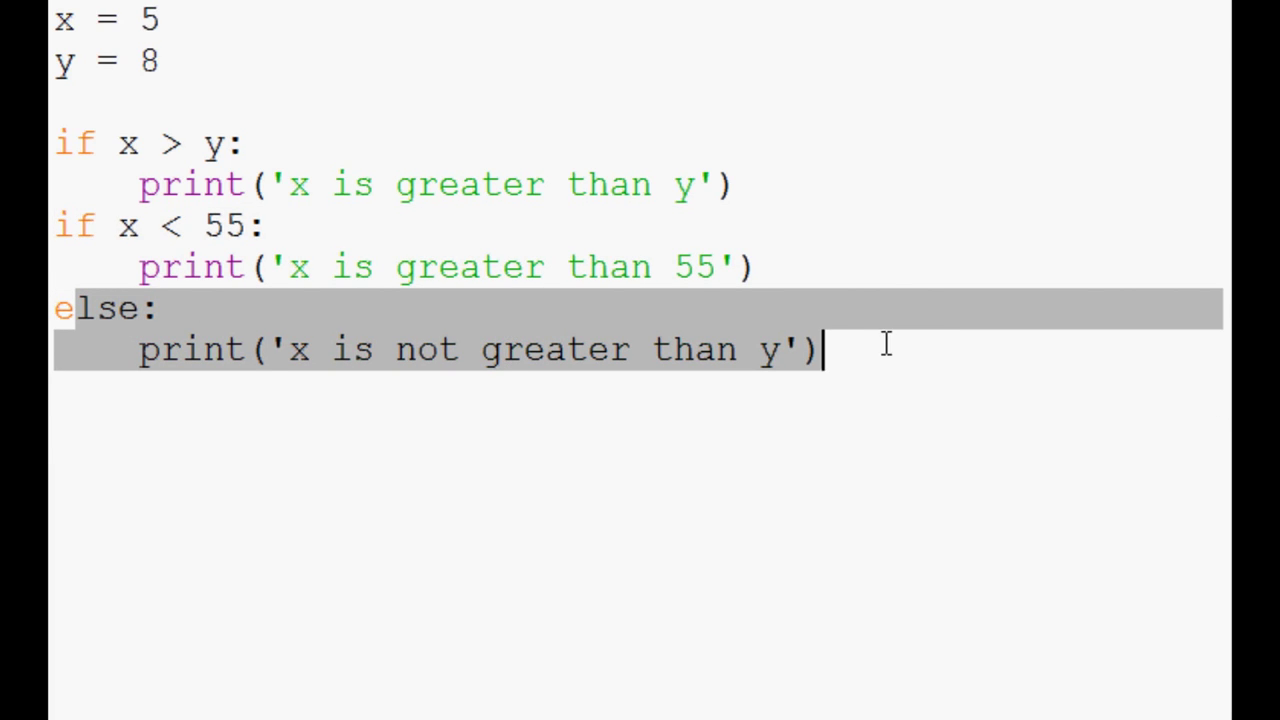 x = 5
y = 8

if x > y:
    print('x is greater than y')
if x < 55:
    print('x is greater than 55')
else:
    print('x is not greater than y')